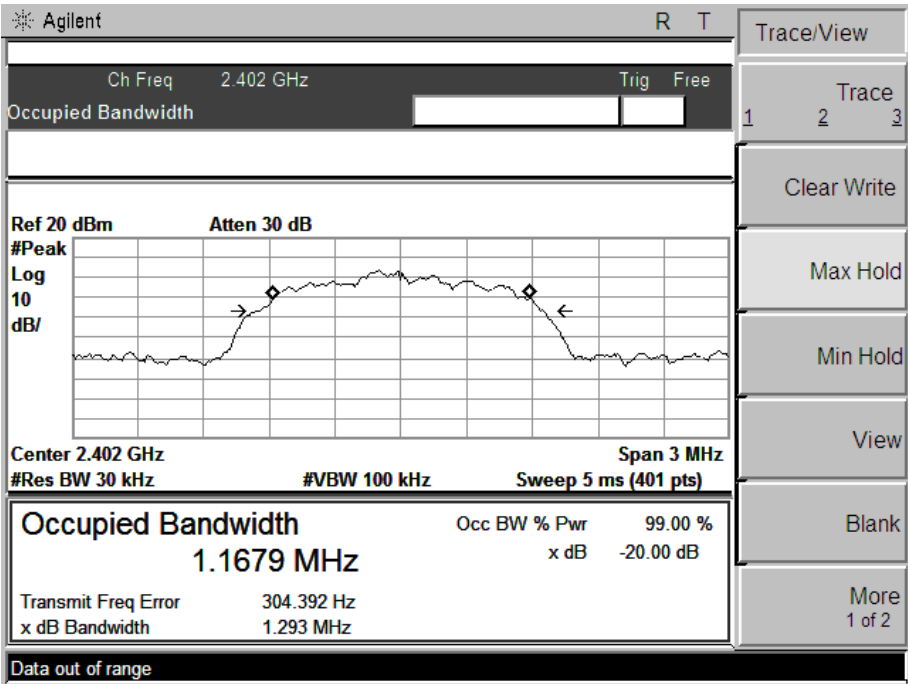 Agilent R T
Ch Freq 2.402 GHz Trig Free
Occupied Bandwidth
Ref 20 dBm Atten 30 dB
#Peak
Log
10
dB/
Center 2.402 GHz Span 3 MHz
#Res BW 30 kHz #VBW 100 kHz Sweep 5 ms (401 pts)
Occupied Bandwidth Occ BW % Pwr 99.00 %
1.1679 MHz x dB -20.00 dB
Transmit Freq Error 304.392 Hz
x dB Bandwidth 1.293 MHz
Data out of range
Trace/View
Trace
1 2 3
Clear Write
Max Hold
Min Hold
View
Blank
More
1 of 2